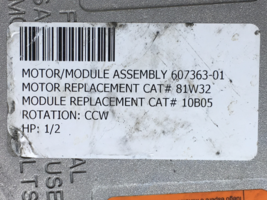 MOTOR/MODULE ASSEMBLY 607363-01
MOTOR REPLACEMENT CAT# 81W32
MODULE REPLACEMENT CAT# 10B05
ROTATION: CCW
HP: 1/2